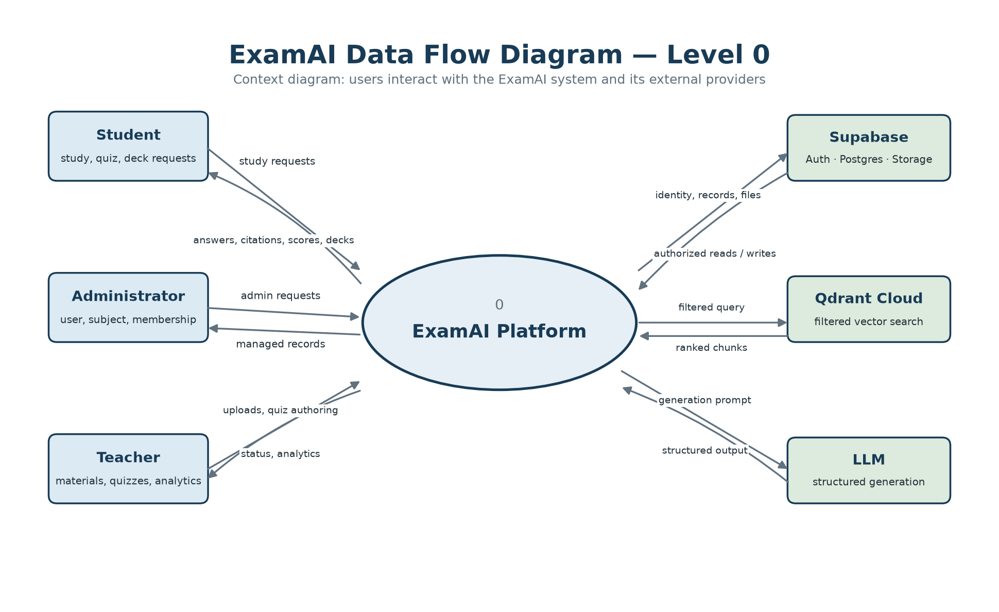 ExamAI Data Flow Diagram — Level 0
Context diagram: users interact with the ExamAI system and its external providers
Student
study, quiz, deck requests
study requests
answers, citations, scores, decks
Administrator
user, subject, membership
admin requests
managed records
Teacher
materials, quizzes, analytics
uploads, quiz authoring
status, analytics
0
ExamAI Platform
Supabase
Auth · Postgres · Storage
identity, records, files
authorized reads / writes
Qdrant Cloud
filtered vector search
filtered query
ranked chunks
LLM
structured generation
generation prompt
structured output